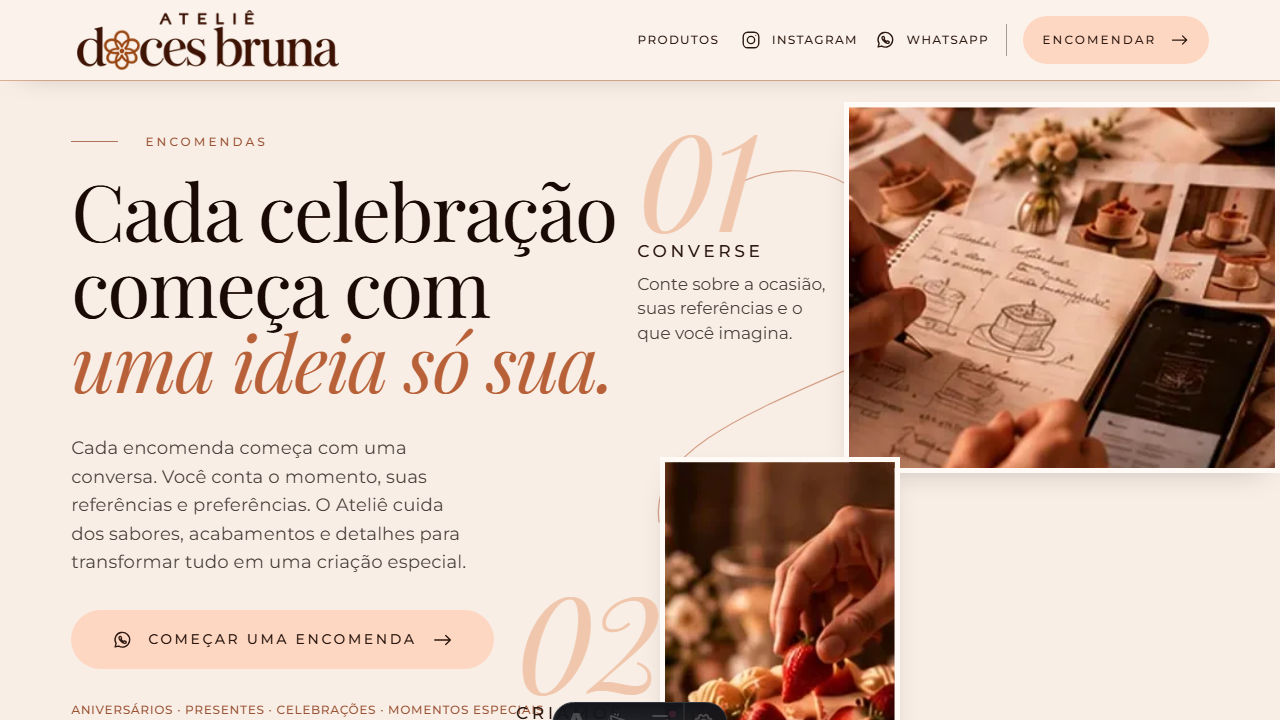 ATELIÊ
doces bruna
PRODUTOS
INSTAGRAM
WHATSAPP
ENCOMENDAR
ENCOMENDAS
Cada celebração
começa com
uma ideia só sua.
Cada encomenda começa com uma
conversa. Você conta o momento, suas
referências e preferências. O Ateliê cuida
dos sabores, acabamentos e detalhes para
transformar tudo em uma criação especial.
COMEÇAR UMA ENCOMENDA
ANIVERSÁRIOS · PRESENTES · CELEBRAÇÕES · MOMENTOS ESPECIAIS
01
CONVERSE
Conte sobre a ocasião,
suas referências e o
que você imagina.
02